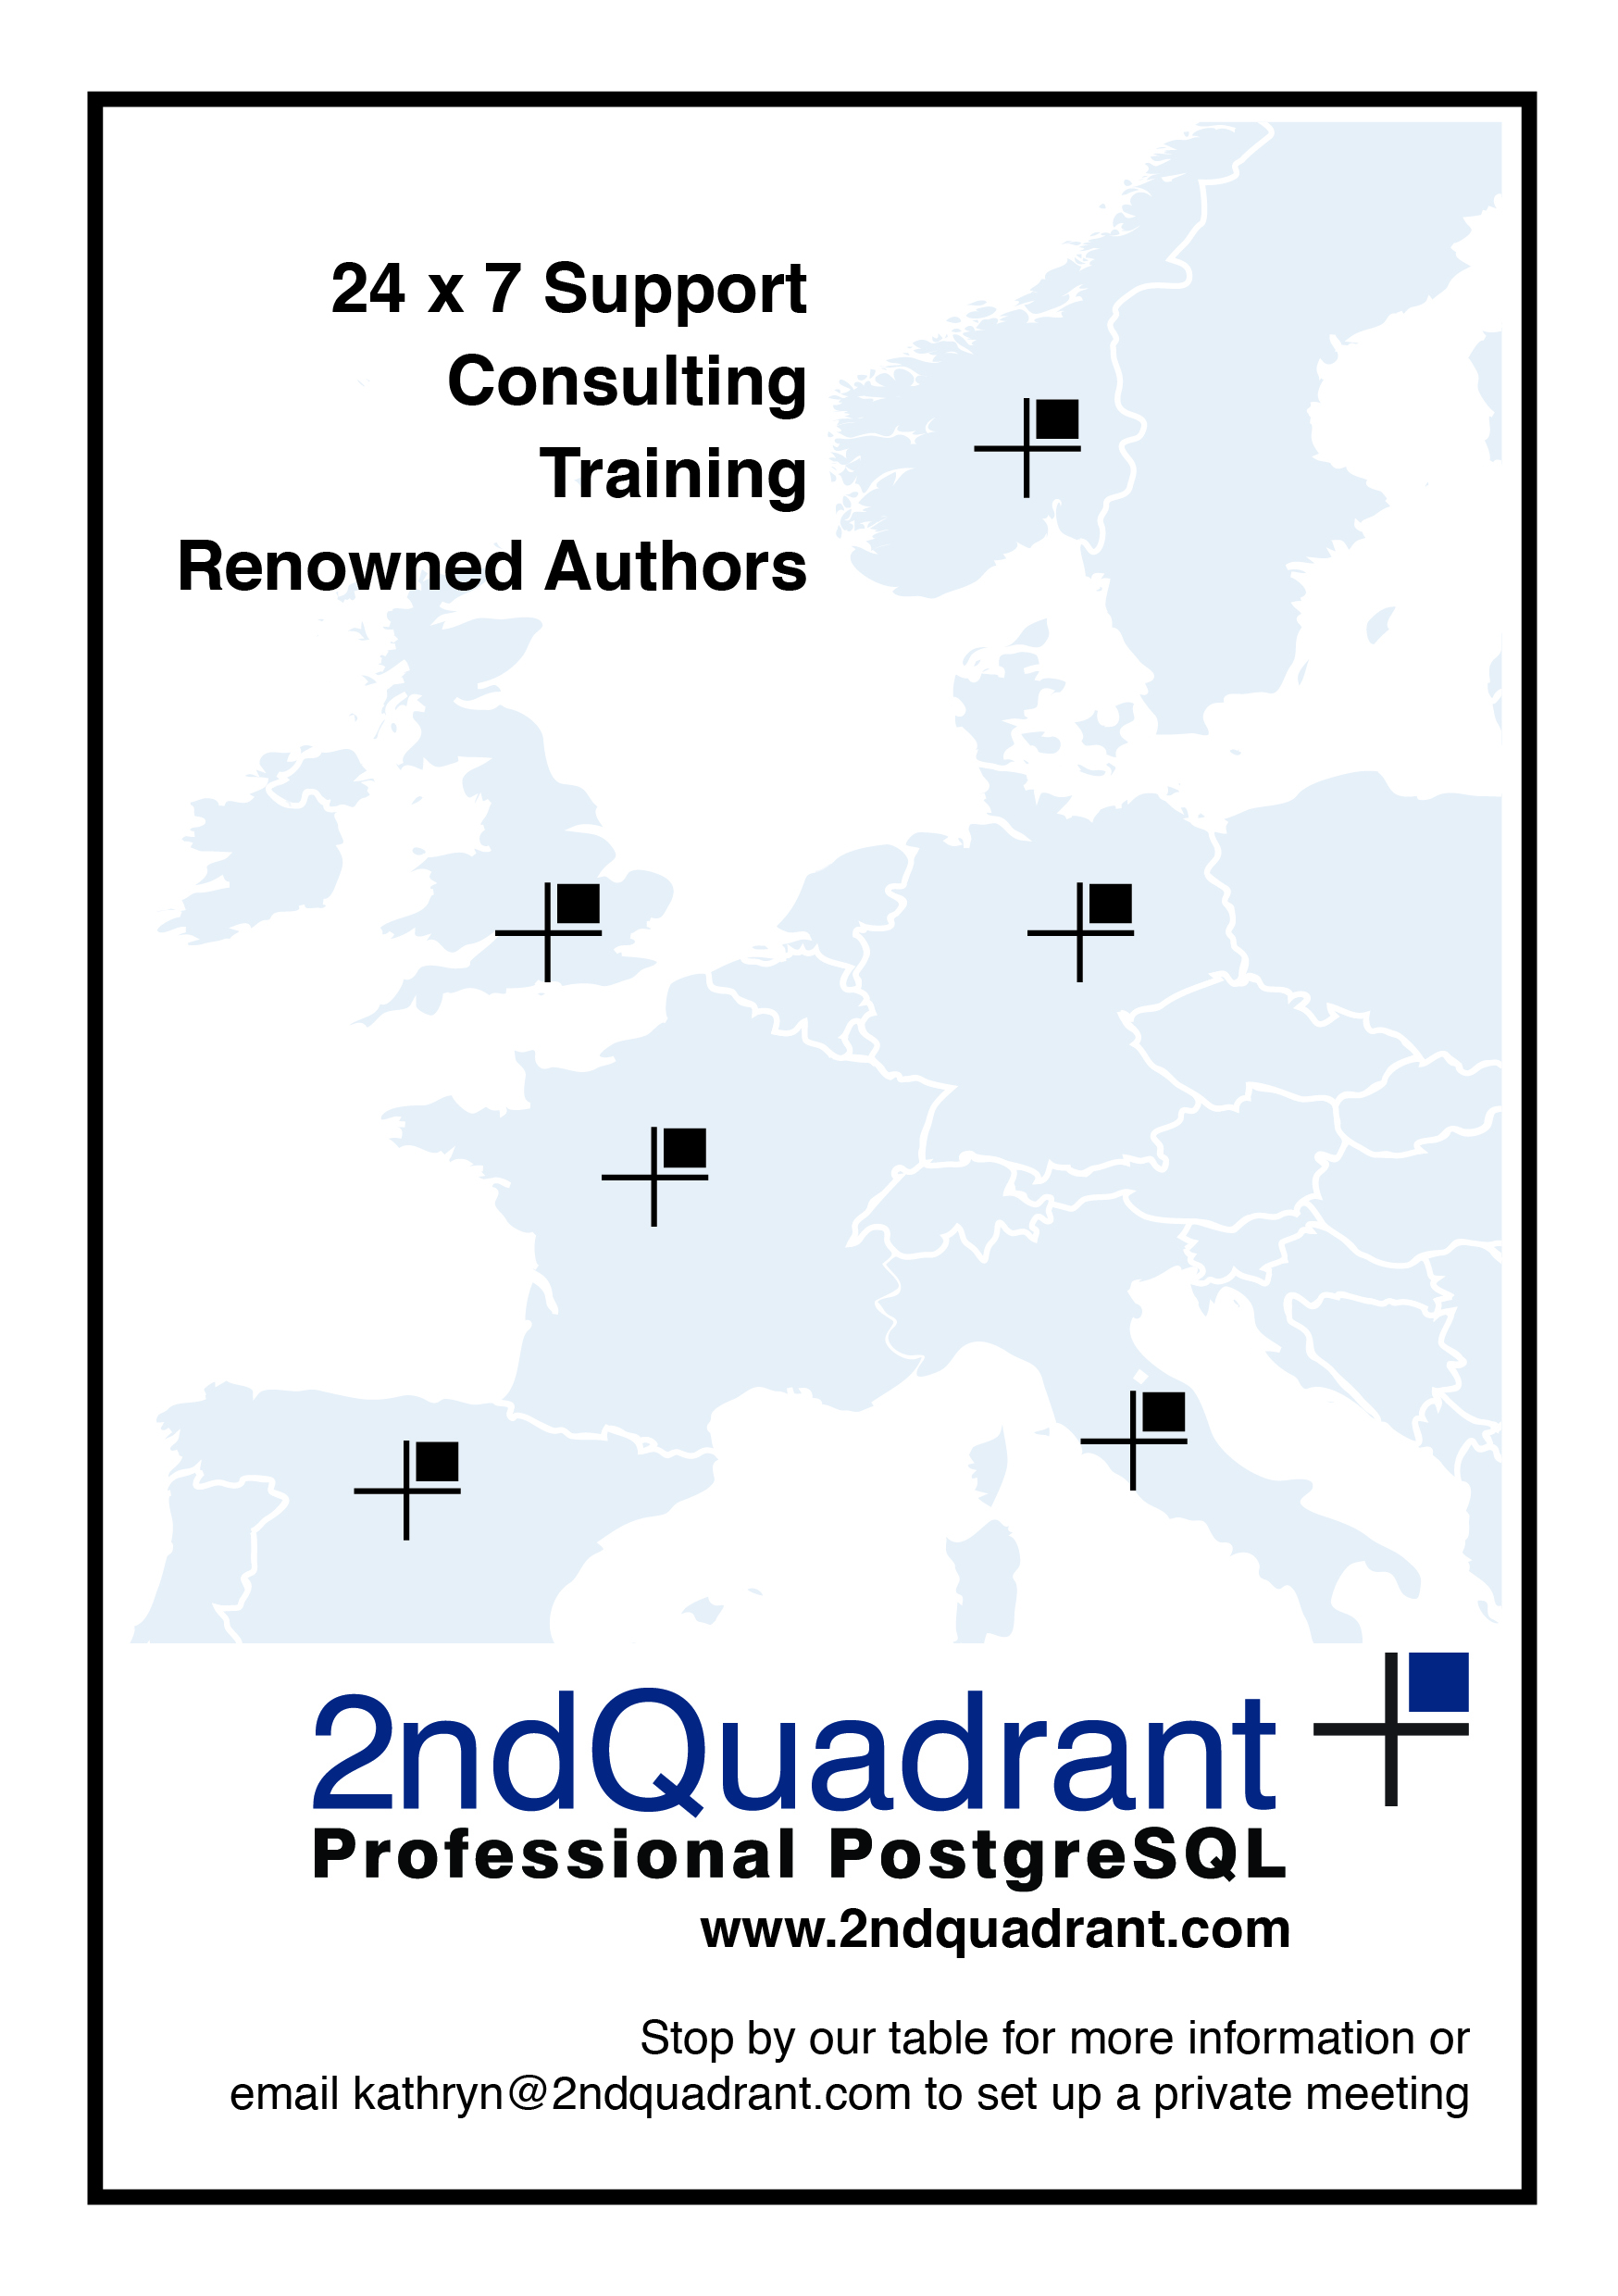 24 x 7 Support
Consulting
Training
Renowned Authors
2ndQuadrant
Professional PostgreSQL
www.2ndquadrant.com
Stop by our table for more information or
email kathryn@2ndquadrant.com to set up a private meeting